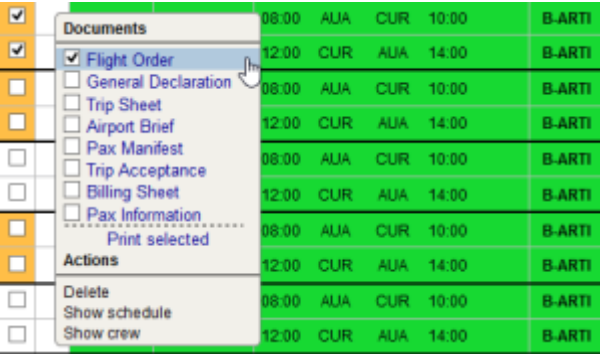 08:00 AUA CUR 10:00 B-ARTI
Documents
12:00 CUR AUA 14:00 B-ARTI
Flight Order
General Declaration
08:00 AUA CUR 10:00 B-ARTI
Trip Sheet
Airport Brief
12:00 CUR AUA 14:00 B-ARTI
Pax Manifest
08:00 AUA CUR 10:00 B-ARTI
Trip Acceptance
Billing Sheet
12:00 CUR AUA 14:00 B-ARTI
Pax Information
08:00 AUA CUR 10:00 B-ARTI
Print selected
Actions
12:00 CUR AUA 14:00 B-ARTI
Delete
08:00 AUA CUR 10:00 B-ARTI
Show schedule
Show crew
12:00 CUR AUA 14:00 B-ARTI